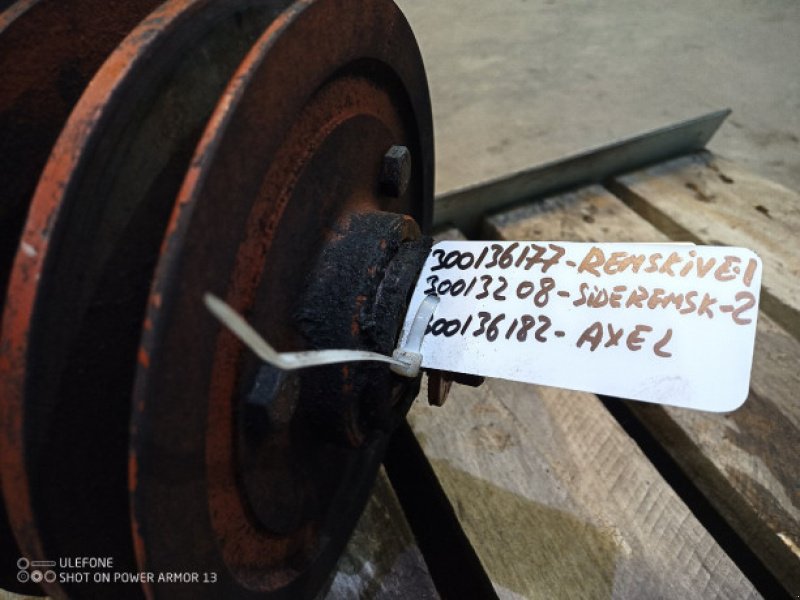 300136177-REMSKIVE-1
30013208-SIDEREMSK-2
300136182-AXEL
ULEFONE
SHOT ON POWER ARMOR 13